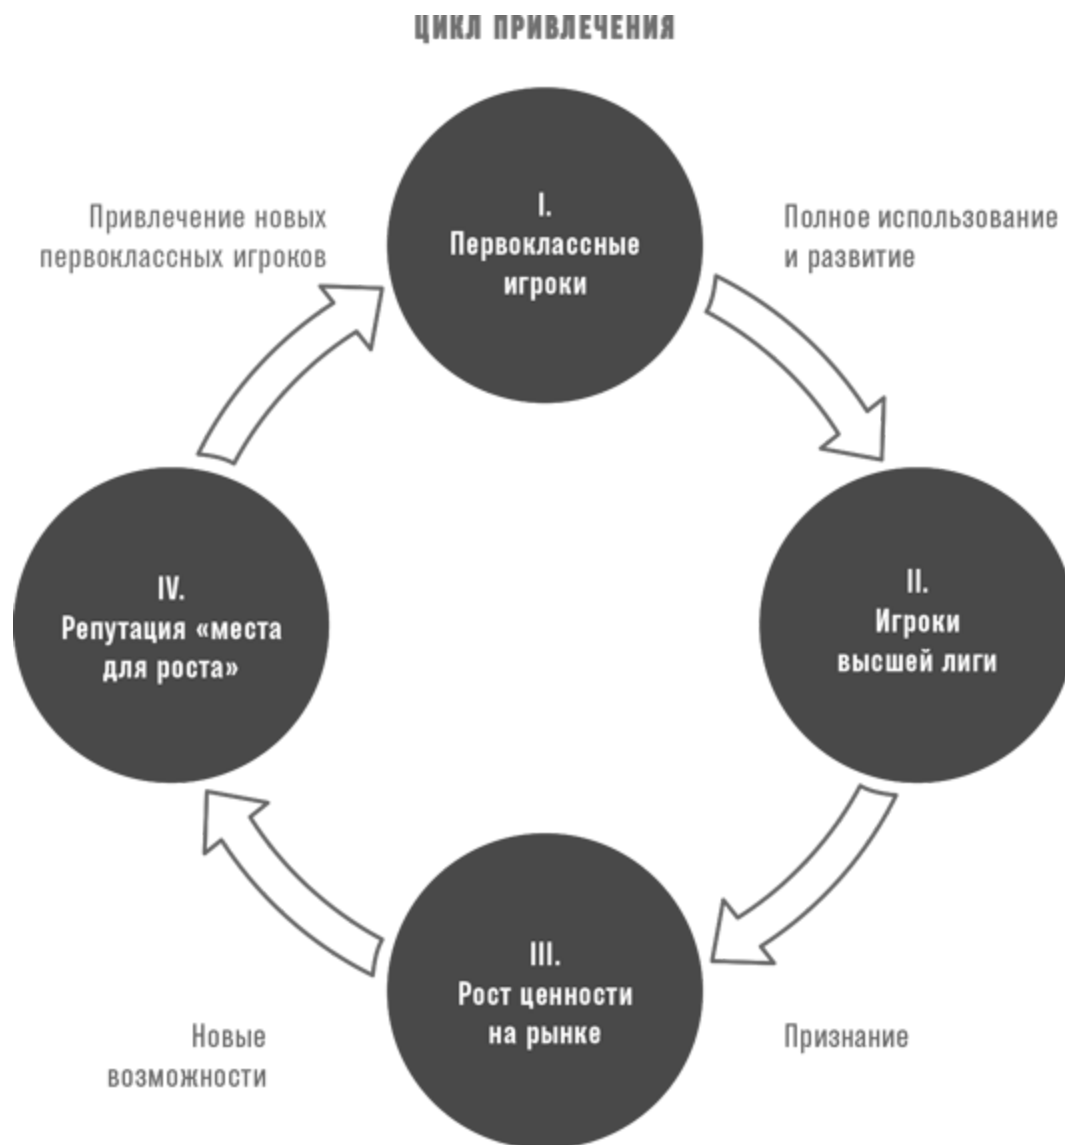 ЦИКЛ ПРИВЛЕЧЕНИЯ
I.
Первоклассные
игроки
Полное использование
и развитие
II.
Игроки
высшей лиги
Признание
III.
Рост ценности
на рынке
Новые
возможности
IV.
Репутация «места
для роста»
Привлечение новых
первоклассных игроков